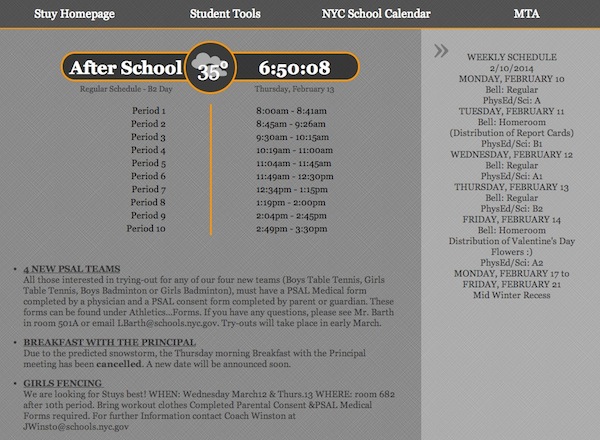 Stuy Homepage Student Tools NYC School Calendar MTA
After School 35° 6:50:08
Regular Schedule - B2 Day Thursday, February 13
Period 1 8:00am - 8:41am
Period 2 8:45am - 9:26am
Period 3 9:30am - 10:15am
Period 4 10:19am - 11:00am
Period 5 11:04am - 11:45am
Period 6 11:49am - 12:30pm
Period 7 12:34pm - 1:15pm
Period 8 1:19pm - 2:00pm
Period 9 2:04pm - 2:45pm
Period 10 2:49pm - 3:30pm
• 4 NEW PSAL TEAMS
All those interested in trying-out for any of our four new teams (Boys Table Tennis, Girls
Table Tennis, Boys Badminton or Girls Badminton), must have a PSAL Medical form
completed by a physician and a PSAL consent form completed by parent or guardian. These
forms can be found under Athletics...Forms. If you have any questions, please see Mr. Barth
in room 501A or email LBarth@schools.nyc.gov. Try-outs will take place in early March.
• BREAKFAST WITH THE PRINCIPAL
Due to the predicted snowstorm, the Thursday morning Breakfast with the Principal
meeting has been cancelled. A new date will be announced soon.
• GIRLS FENCING
We are looking for Stuys best! WHEN: Wednesday March12 & Thurs.13 WHERE: room 682
after 10th period. Bring workout clothes Completed Parental Consent &PSAL Medical
Forms required. For further Information contact Coach Winston at
JWinsto@schools.nyc.gov
»
WEEKLY SCHEDULE
2/10/2014
MONDAY, FEBRUARY 10
Bell: Regular
PhysEd/Sci: A
TUESDAY, FEBRUARY 11
Bell: Homeroom
(Distribution of Report Cards)
PhysEd/Sci: B1
WEDNESDAY, FEBRUARY 12
Bell: Regular
PhysEd/Sci: A1
THURSDAY, FEBRUARY 13
Bell: Regular
PhysEd/Sci: B2
FRIDAY, FEBRUARY 14
Bell: Homeroom
Distribution of Valentine's Day
Flowers :)
PhysEd/Sci: A2
MONDAY, FEBRUARY 17 to
FRIDAY, FEBRUARY 21
Mid Winter Recess